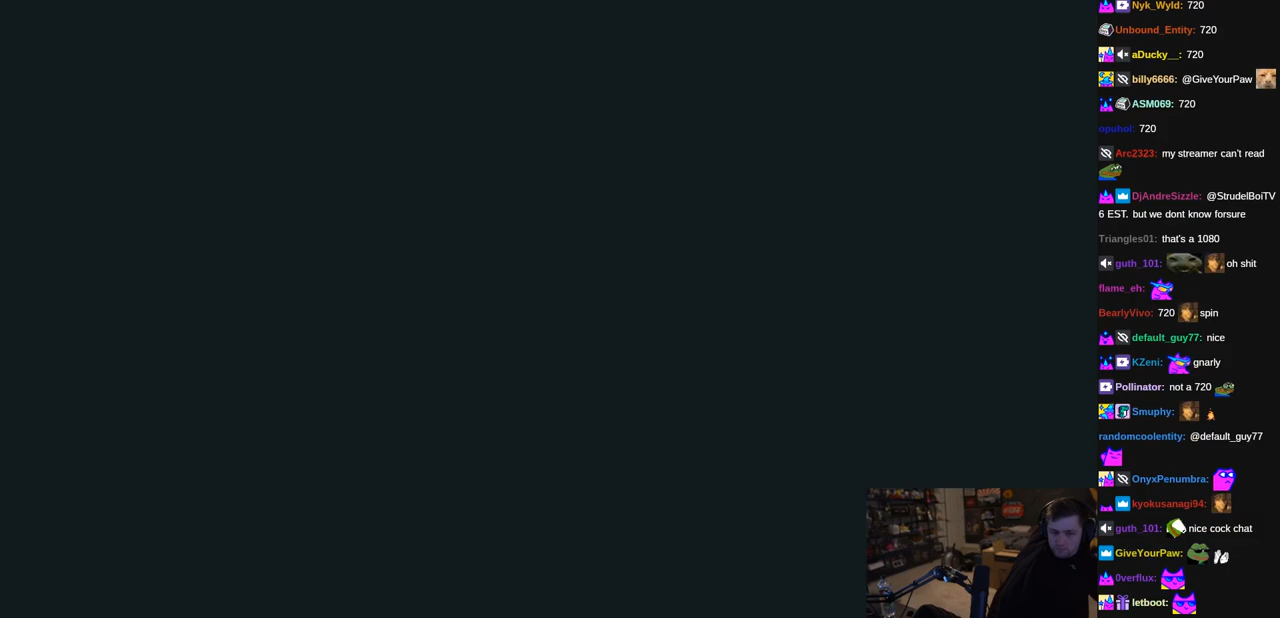 Nyk_Wyld: 720
Unbound_Entity: 720
aDucky__: 720
billy6666: @GiveYourPaw
ASM069: 720
opuhol: 720
Arc2323: my streamer can't read
DjAndreSizzle: @StrudelBoiTV
6 EST. but we dont know forsure
Triangles01: that's a 1080
guth_101: oh shit
flame_eh:
BearlyVivo: 720 spin
default_guy77: nice
KZeni: gnarly
Pollinator: not a 720
Smuphy:
randomcoolentity: @default_guy77
OnyxPenumbra:
kyokusanagi94:
guth_101: nice cock chat
GiveYourPaw:
0verflux:
letboot: